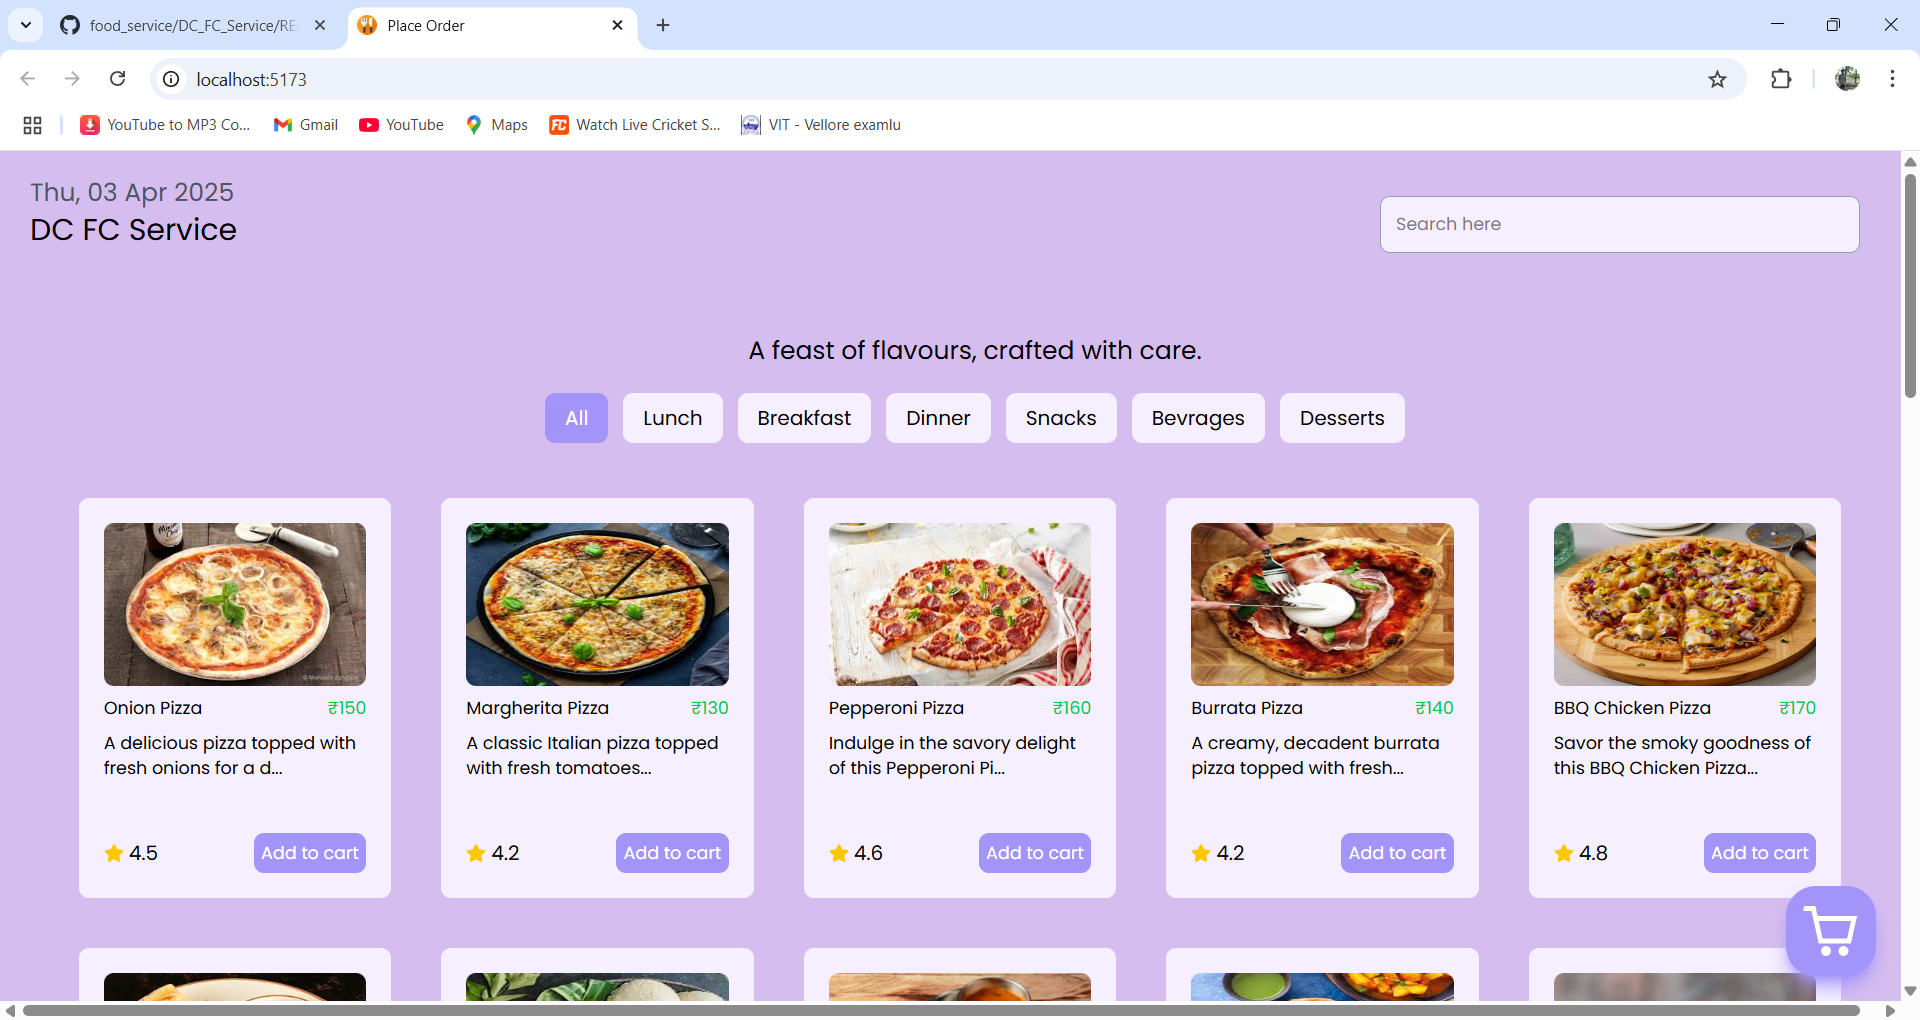 food_service/DC_FC_Service/RE
Place Order
localhost:5173
YouTube to MP3 Co...
Gmail
YouTube
Maps
Watch Live Cricket S...
VIT - Vellore examlu
Thu, 03 Apr 2025
DC FC Service
Search here
A feast of flavours, crafted with care.
All
Lunch
Breakfast
Dinner
Snacks
Bevrages
Desserts
Onion Pizza ₹150
A delicious pizza topped with
fresh onions for a d...
4.5 Add to cart
Margherita Pizza ₹130
A classic Italian pizza topped
with fresh tomatoes...
4.2 Add to cart
Pepperoni Pizza ₹160
Indulge in the savory delight
of this Pepperoni Pi...
4.6 Add to cart
Burrata Pizza ₹140
A creamy, decadent burrata
pizza topped with fresh...
4.2 Add to cart
BBQ Chicken Pizza ₹170
Savor the smoky goodness of
this BBQ Chicken Pizza...
4.8 Add to cart